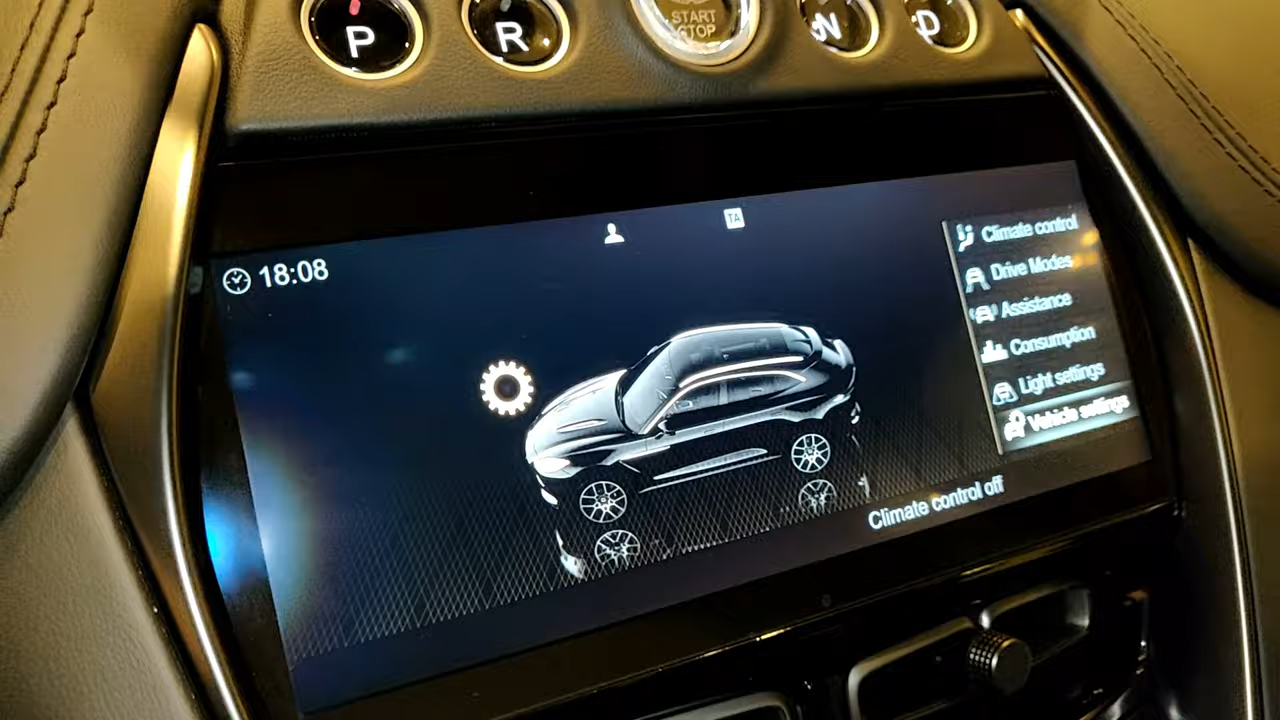 P
R
START
STOP
N
D
TA
18:08
Climate control
Drive Modes
Assistance
Consumption
Light settings
Vehicle settings
Climate control off